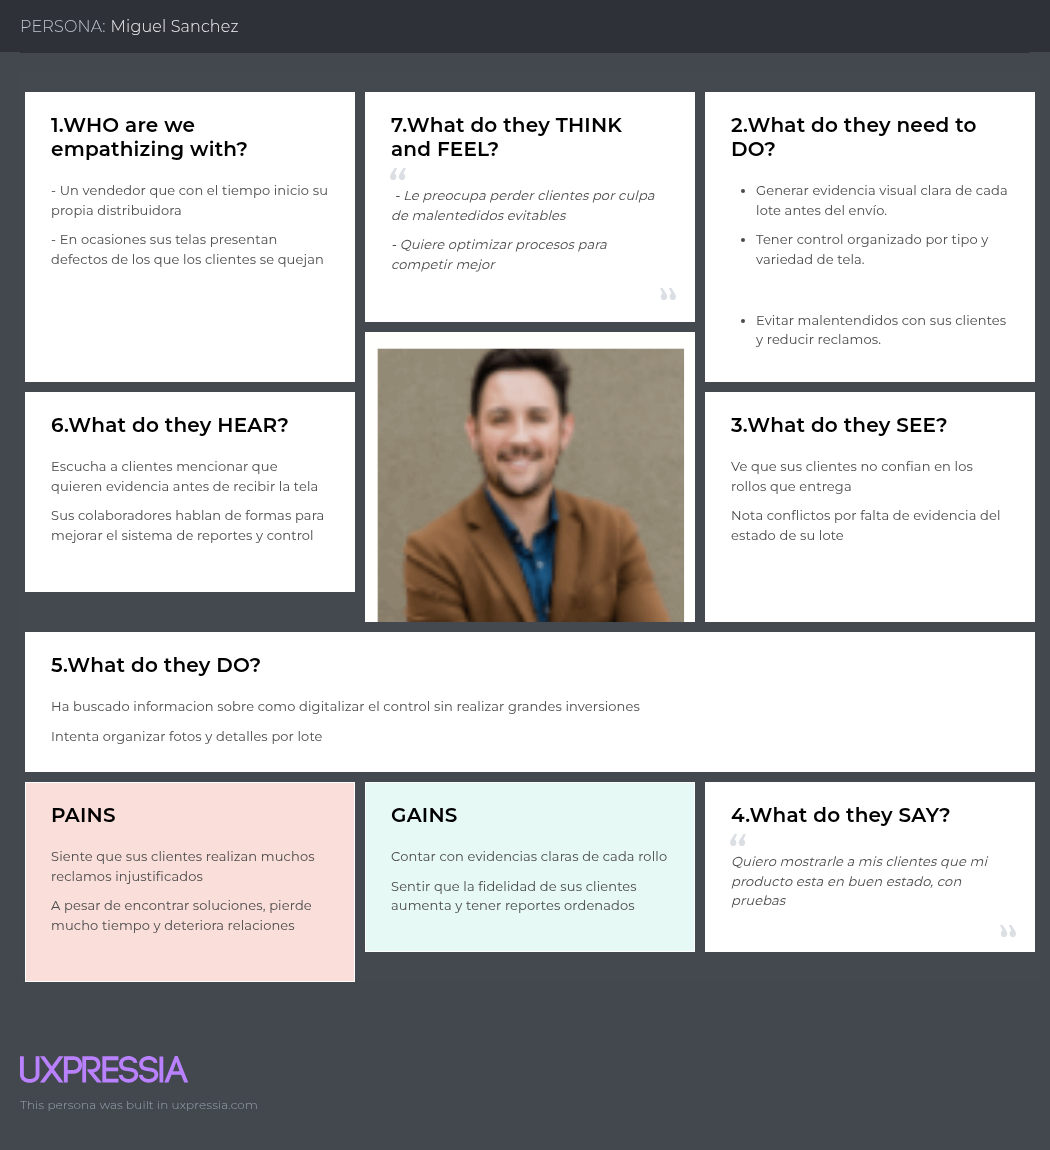 PERSONA: Miguel Sanchez
1.WHO are we
empathizing with?
- Un vendedor que con el tiempo inicio su
propia distribuidora
- En ocasiones sus telas presentan
defectos de los que los clientes se quejan
7.What do they THINK
and FEEL?
“
- Le preocupa perder clientes por culpa
de malentedidos evitables
- Quiere optimizar procesos para
competir mejor
”
2.What do they need to
DO?
• Generar evidencia visual clara de cada
lote antes del envío.
• Tener control organizado por tipo y
variedad de tela.
• Evitar malentendidos con sus clientes
y reducir reclamos.
6.What do they HEAR?
Escucha a clientes mencionar que
quieren evidencia antes de recibir la tela
Sus colaboradores hablan de formas para
mejorar el sistema de reportes y control
3.What do they SEE?
Ve que sus clientes no confian en los
rollos que entrega
Nota conflictos por falta de evidencia del
estado de su lote
5.What do they DO?
Ha buscado informacion sobre como digitalizar el control sin realizar grandes inversiones
Intenta organizar fotos y detalles por lote
PAINS
Siente que sus clientes realizan muchos
reclamos injustificados
A pesar de encontrar soluciones, pierde
mucho tiempo y deteriora relaciones
GAINS
Contar con evidencias claras de cada rollo
Sentir que la fidelidad de sus clientes
aumenta y tener reportes ordenados
4.What do they SAY?
“
Quiero mostrarle a mis clientes que mi
producto esta en buen estado, con
pruebas
”
UXPRESSIA
This persona was built in uxpressia.com